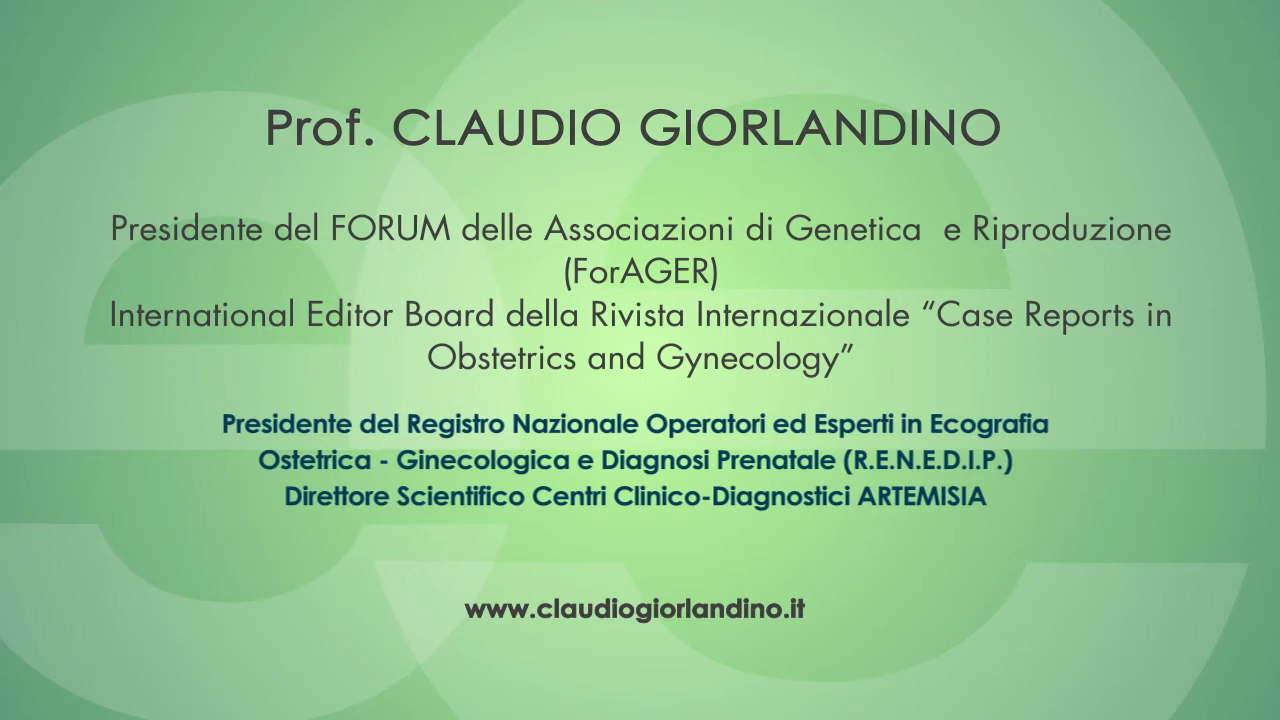 Prof. CLAUDIO GIORLANDINO
Presidente del FORUM delle Associazioni di Genetica  e Riproduzione
(ForAGER)
International Editor Board della Rivista Internazionale “Case Reports in
Obstetrics and Gynecology”
Presidente del Registro Nazionale Operatori ed Esperti in Ecografia
Ostetrica - Ginecologica e Diagnosi Prenatale (R.E.N.E.D.I.P.)
Direttore Scientifico Centri Clinico-Diagnostici ARTEMISIA
www.claudiogiorlandino.it